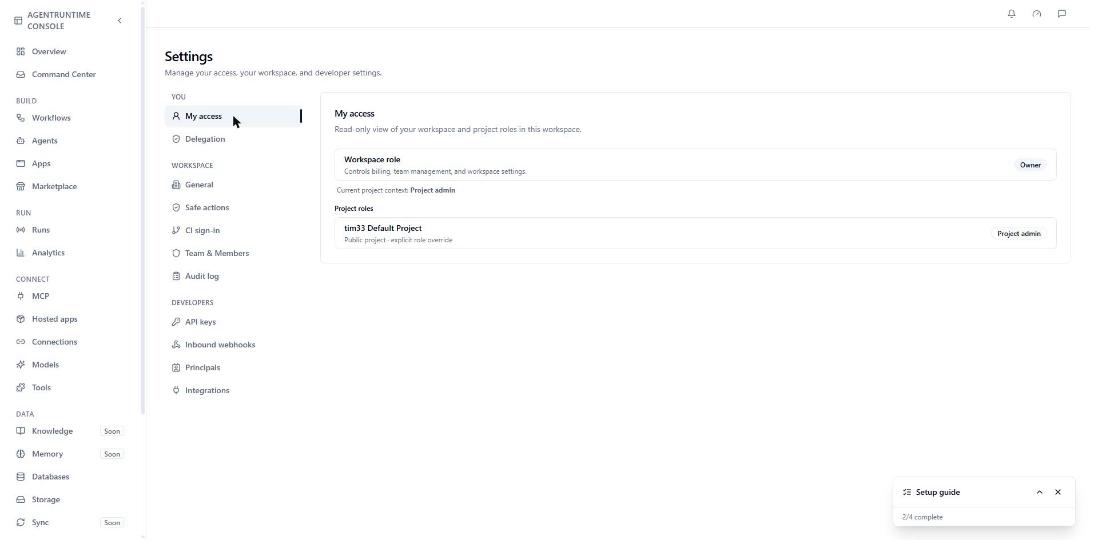 AGENTRUNTIME
CONSOLE
Overview
Command Center
BUILD
Workflows
Agents
Apps
Marketplace
RUN
Runs
Analytics
CONNECT
MCP
Hosted apps
Connections
Models
Tools
DATA
Knowledge Soon
Memory Soon
Databases
Storage
Sync Soon
Settings
Manage your access, your workspace, and developer settings.
YOU
My access
Delegation
WORKSPACE
General
Safe actions
CI sign-in
Team & Members
Audit log
DEVELOPERS
API keys
Inbound webhooks
Principals
Integrations
My access
Read-only view of your workspace and project roles in this workspace.
Workspace role
Controls billing, team management, and workspace settings.
Owner
Current project context: Project admin
Project roles
tim33 Default Project
Public project · explicit role override
Project admin
Setup guide
2/4 complete